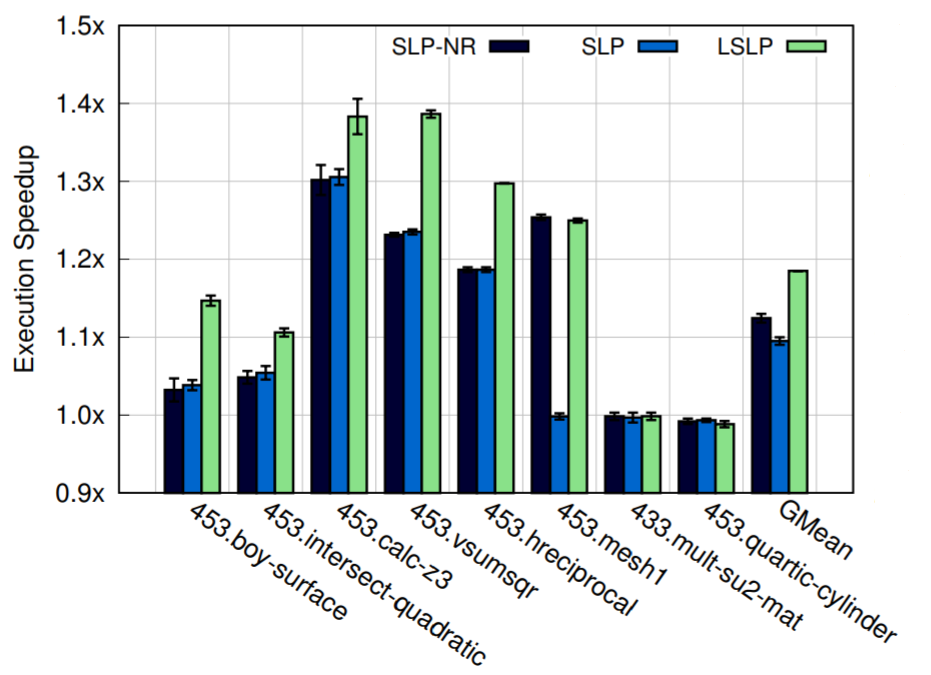 Execution Speedup
1.5x
1.4x
1.3x
1.2x
1.1x
1.0x
0.9x
SLP-NR
SLP
LSLP
453.boy-surface
453.intersect-quadratic
453.calc-z3
453.vsumsqr
453.hreciprocal
453.mesh1
433.mult-su2-mat
453.quartic-cylinder
GMean